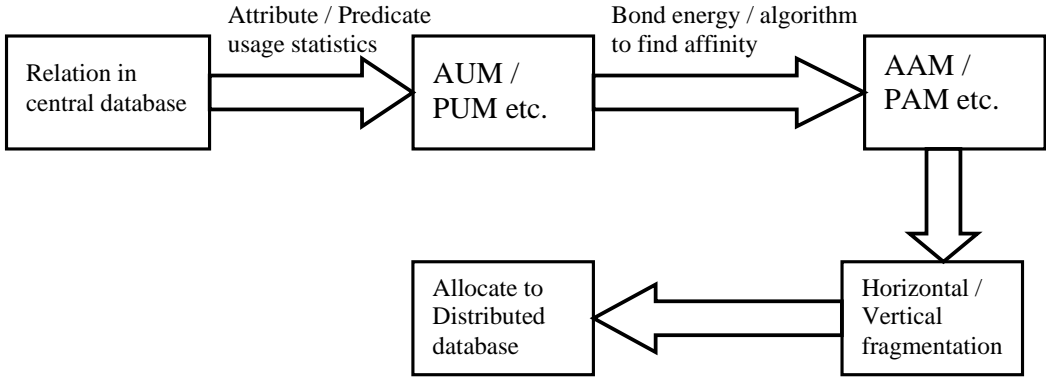 Attribute / Predicate
usage statistics
Bond energy / algorithm
to find affinity
Relation in
central database
AUM /
PUM etc.
AAM /
PAM etc.
Allocate to
Distributed
database
Horizontal /
Vertical
fragmentation